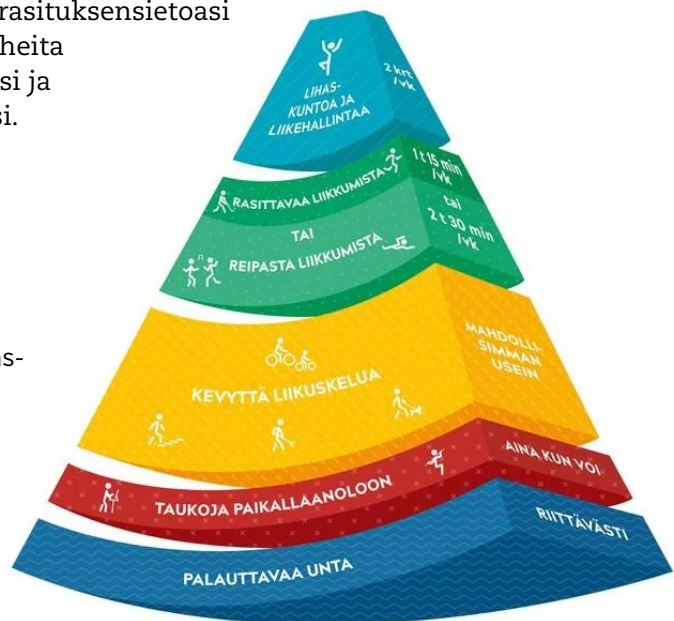 rasituksensietoasi
heita
si ja
si.
s-
LIHAS-
KUNTOA JA
LIIKEHALLINTAA
2 krt
/vk
RASITTAVAA LIIKKUMISTA
1 t 15 min
/vk
TAI
REIPASTA LIIKKUMISTA
tai
2 t 30 min
/vk
KEVYTTÄ LIIKUSKELUA
MAHDOLLI-
SIMMAN
USEIN
TAUKOJA PAIKALLAANOLOON
AINA KUN VOI
PALAUTTAVAA UNTA
RIITTÄVÄSTI